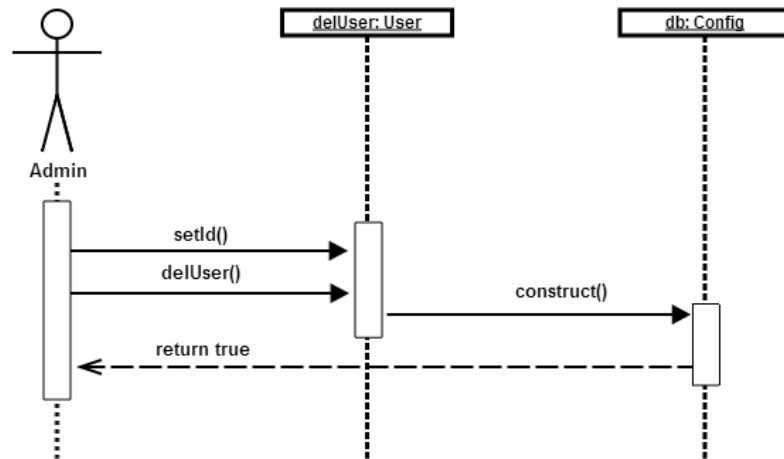 delUser: User
db: Config
Admin
setId()
delUser()
construct()
return true